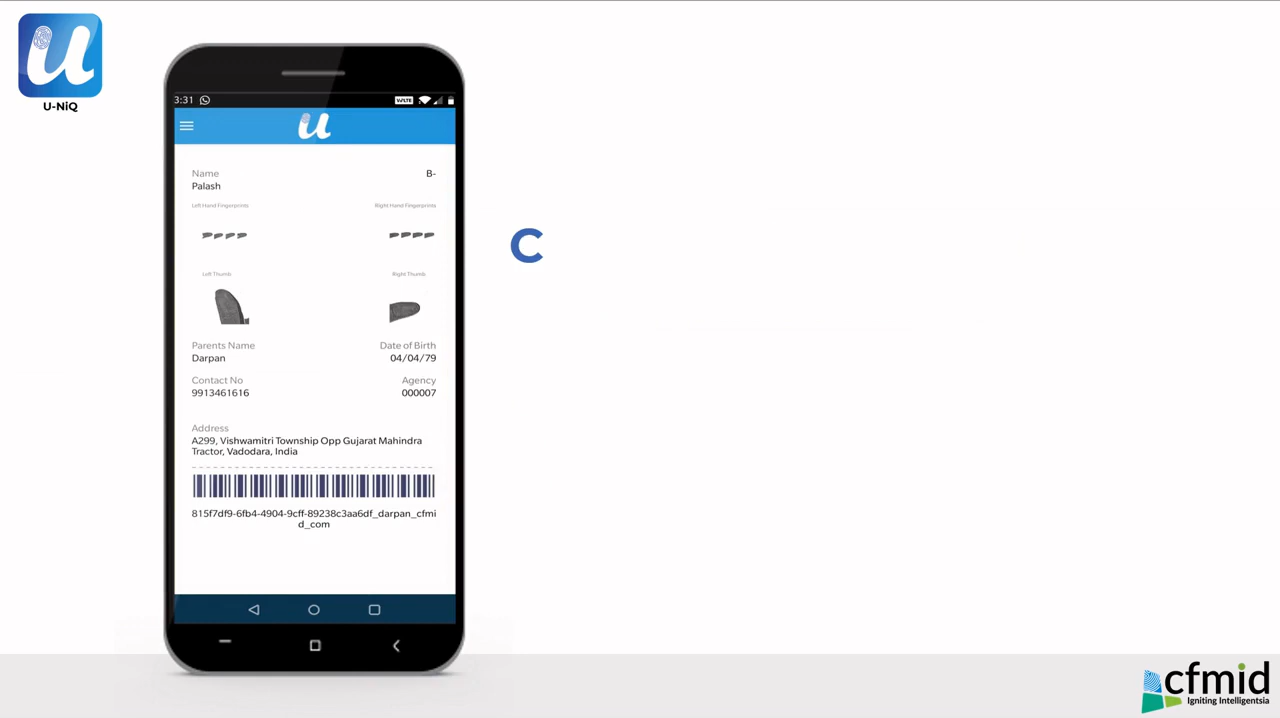 U-NiQ
3:31
VoLTE
U
Name
B-
Palash
Left Hand Fingerprints
Right Hand Fingerprints
Left Thumb
Right Thumb
Parents Name
Date of Birth
Darpan
04/04/79
Contact No
Agency
9913461616
000007
Address
A299, Vishwamitri Township Opp Gujarat Mahindra
Tractor, Vadodara, India
815f7df9-6fb4-4904-9cff-89238c3aa6df_darpan_cfmi
d_com
C
cfmid
Igniting Intelligentsia